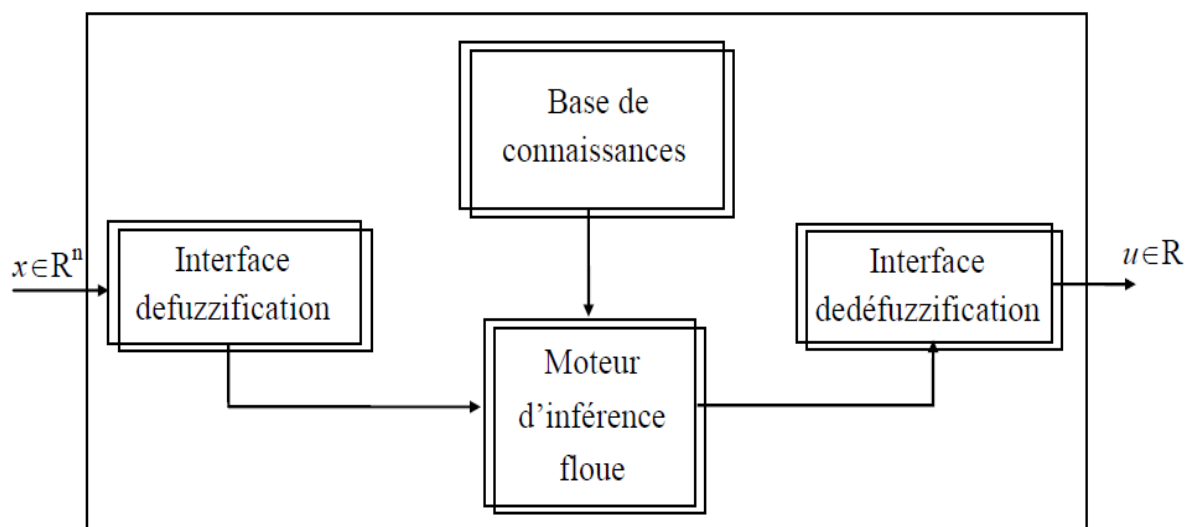 Base de
connaissances
x∈Rⁿ
Interface
defuzzification
Interface
dedéfuzzification
u∈R
Moteur
d’inférence
floue